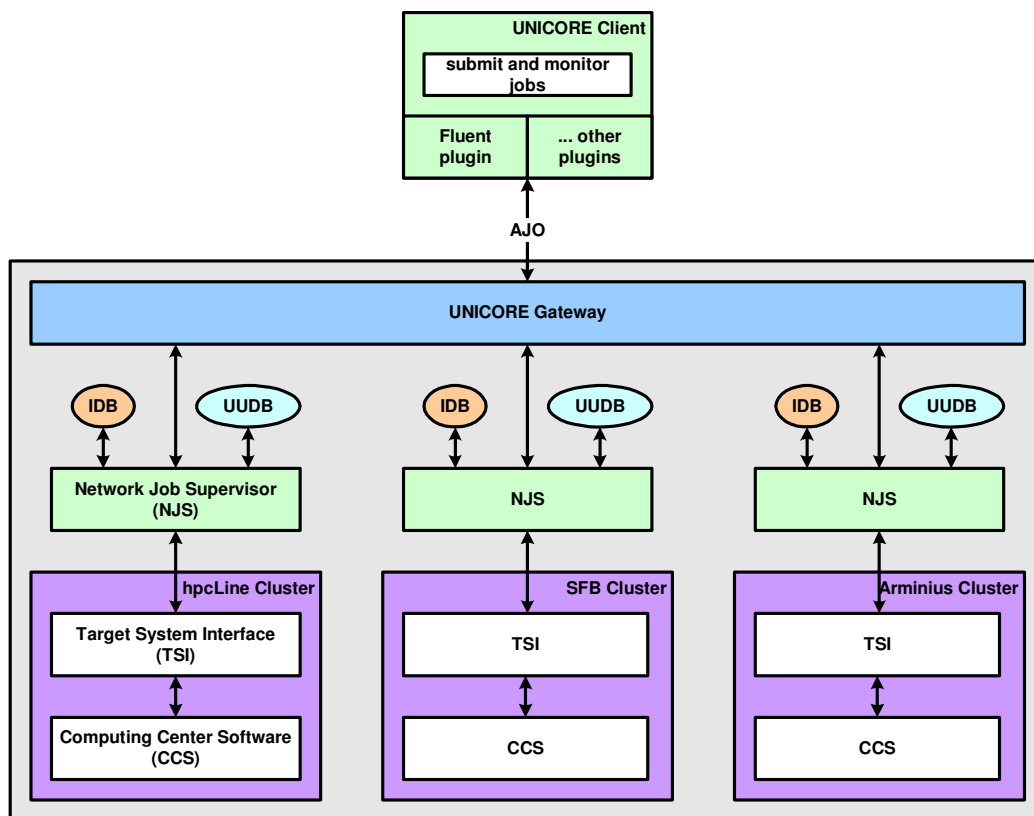 UNICORE Client
submit and monitor
jobs
Fluent
plugin
... other
plugins
AJO
UNICORE Gateway
IDB
UUDB
IDB
UUDB
IDB
UUDB
Network Job Supervisor
(NJS)
NJS
NJS
hpcLine Cluster
SFB Cluster
Arminius Cluster
Target System Interface
(TSI)
TSI
TSI
Computing Center Software
(CCS)
CCS
CCS